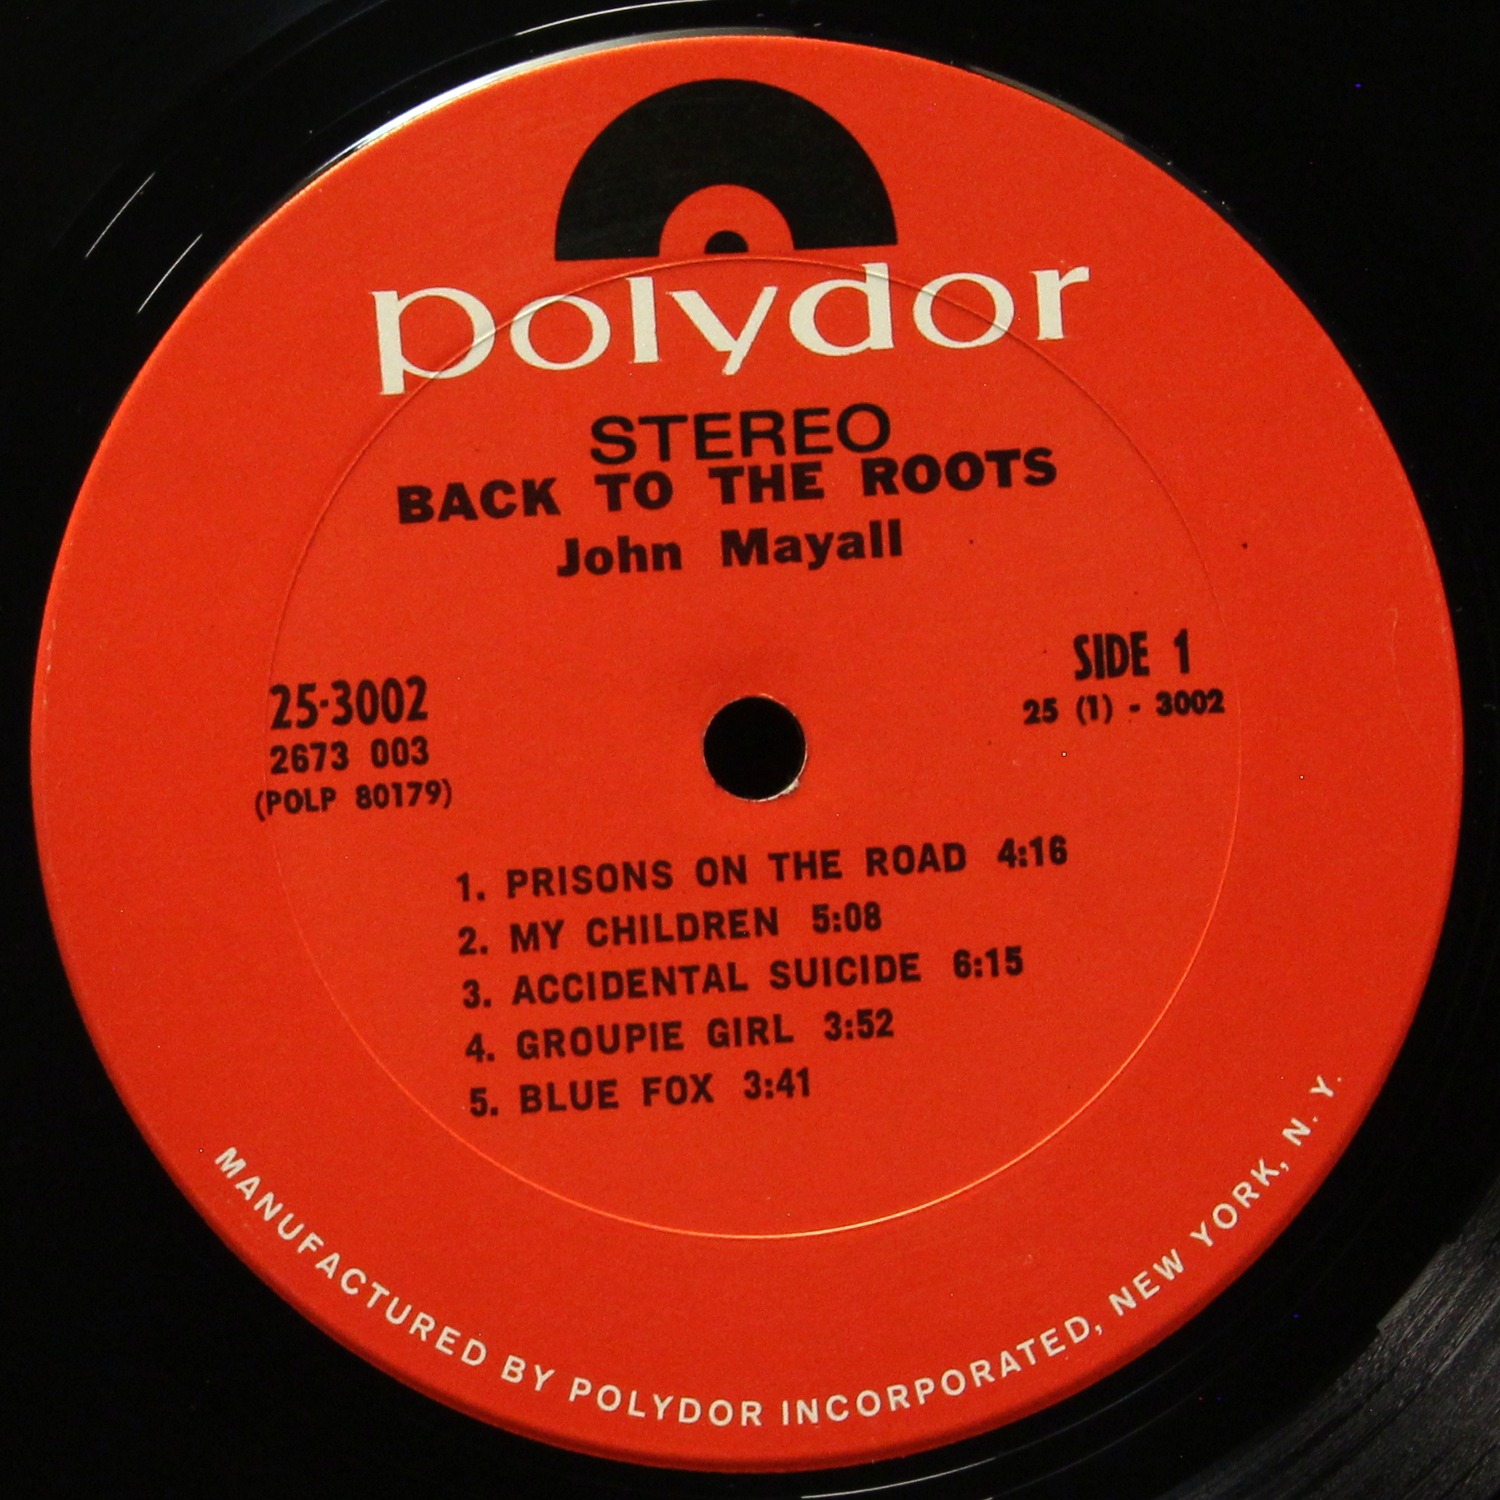 polydor
STEREO
BACK TO THE ROOTS
John Mayall
SIDE 1
25 (1) - 3002
25-3002
2673 003
(POLP 80179)
1. PRISONS ON THE ROAD 4:16
2. MY CHILDREN 5:08
3. ACCIDENTAL SUICIDE 6:15
4. GROUPIE GIRL 3:52
5. BLUE FOX 3:41
MANUFACTURED BY POLYDOR INCORPORATED, NEW YORK, N. Y.